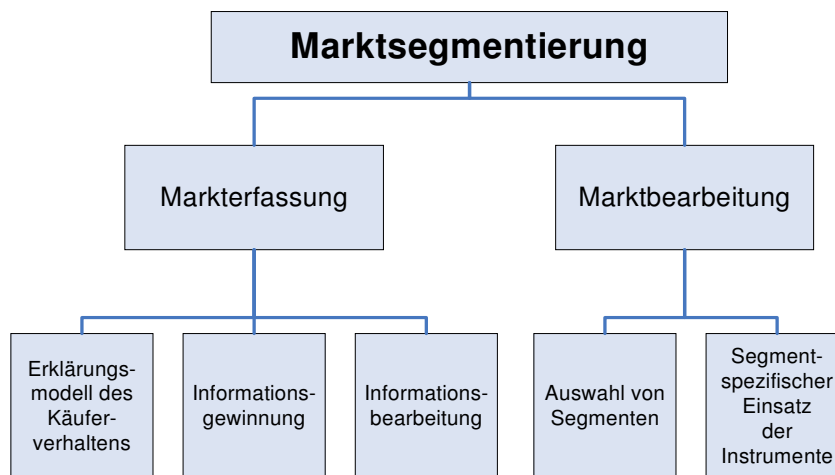 Marktsegmentierung
Markterfassung
Marktbearbeitung
Erklärungs-
modell des
Käufer-
verhaltens
Informations-
gewinnung
Informations-
bearbeitung
Auswahl von
Segmenten
Segment-
spezifischer
Einsatz
der
Instrumente